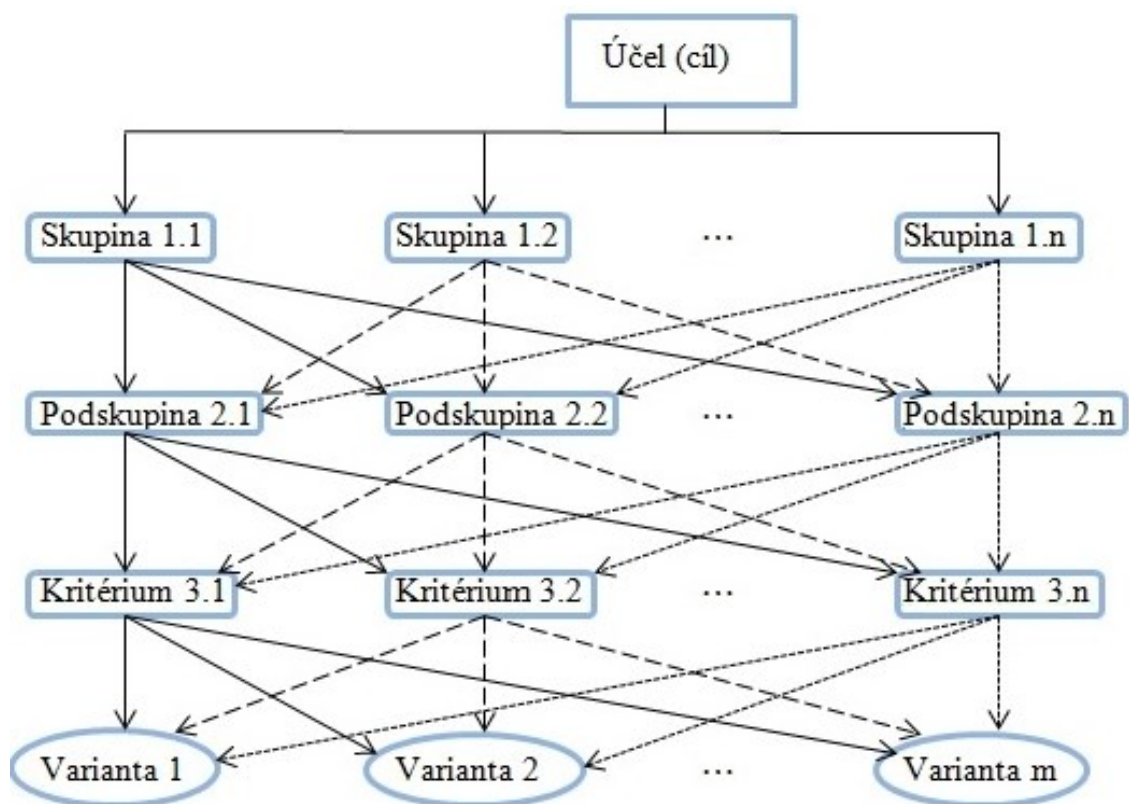 Účel (cíl)
Skupina 1.1 Skupina 1.2 ... Skupina 1.n
Podskupina 2.1 Podskupina 2.2 ... Podskupina 2.n
Kritérium 3.1 Kritérium 3.2 ... Kritérium 3.n
Varianta 1 Varianta 2 ... Varianta m